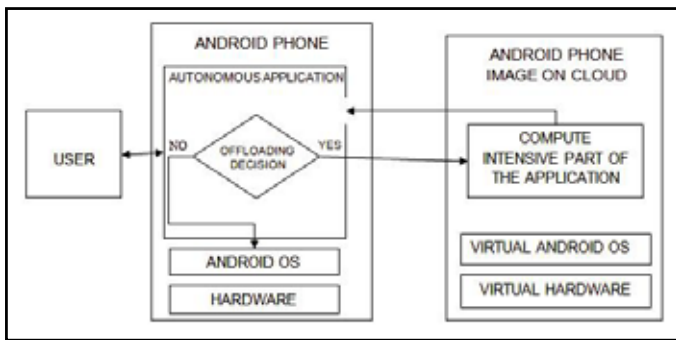 ANDROID PHONE
AUTONOMOUS APPLICATION
USER
NO
OFFLOADING
DECISION
YES
ANDROID OS
HARDWARE
ANDROID PHONE
IMAGE ON CLOUD
COMPUTE
INTENSIVE PART OF
THE APPLICATION
VIRTUAL ANDROID OS
VIRTUAL HARDWARE